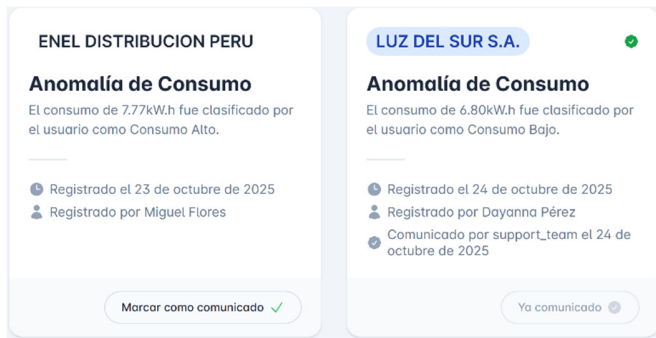 ENEL DISTRIBUCION PERU
Anomalía de Consumo
El consumo de 7.77kW.h fue clasificado por
el usuario como Consumo Alto.
Registrado el 23 de octubre de 2025
Registrado por Miguel Flores
Marcar como comunicado
LUZ DEL SUR S.A.
Anomalía de Consumo
El consumo de 6.80kW.h fue clasificado por
el usuario como Consumo Bajo.
Registrado el 24 de octubre de 2025
Registrado por Dayanna Pérez
Comunicado por support_team el 24 de
octubre de 2025
Ya comunicado